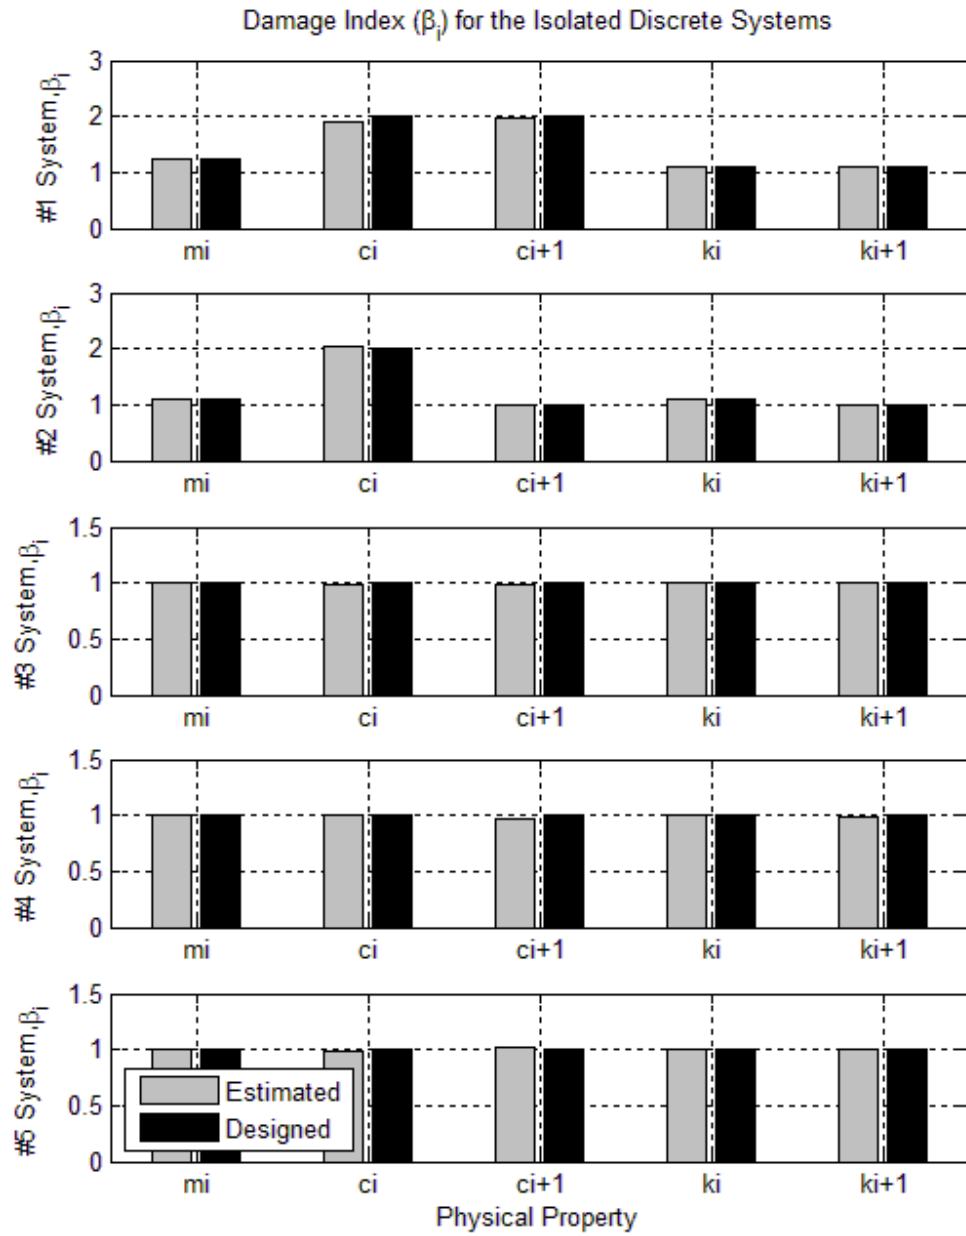 Damage Index (βi) for the Isolated Discrete Systems
#1 System,βi
3
2
1
0
mi ci ci+1 ki ki+1
#2 System,βi
3
2
1
0
mi ci ci+1 ki ki+1
#3 System,βi
1.5
1
0.5
0
mi ci ci+1 ki ki+1
#4 System,βi
1.5
1
0.5
0
mi ci ci+1 ki ki+1
#5 System,βi
1.5
1
0.5
0
Estimated
Designed
mi ci ci+1 ki ki+1
Physical Property